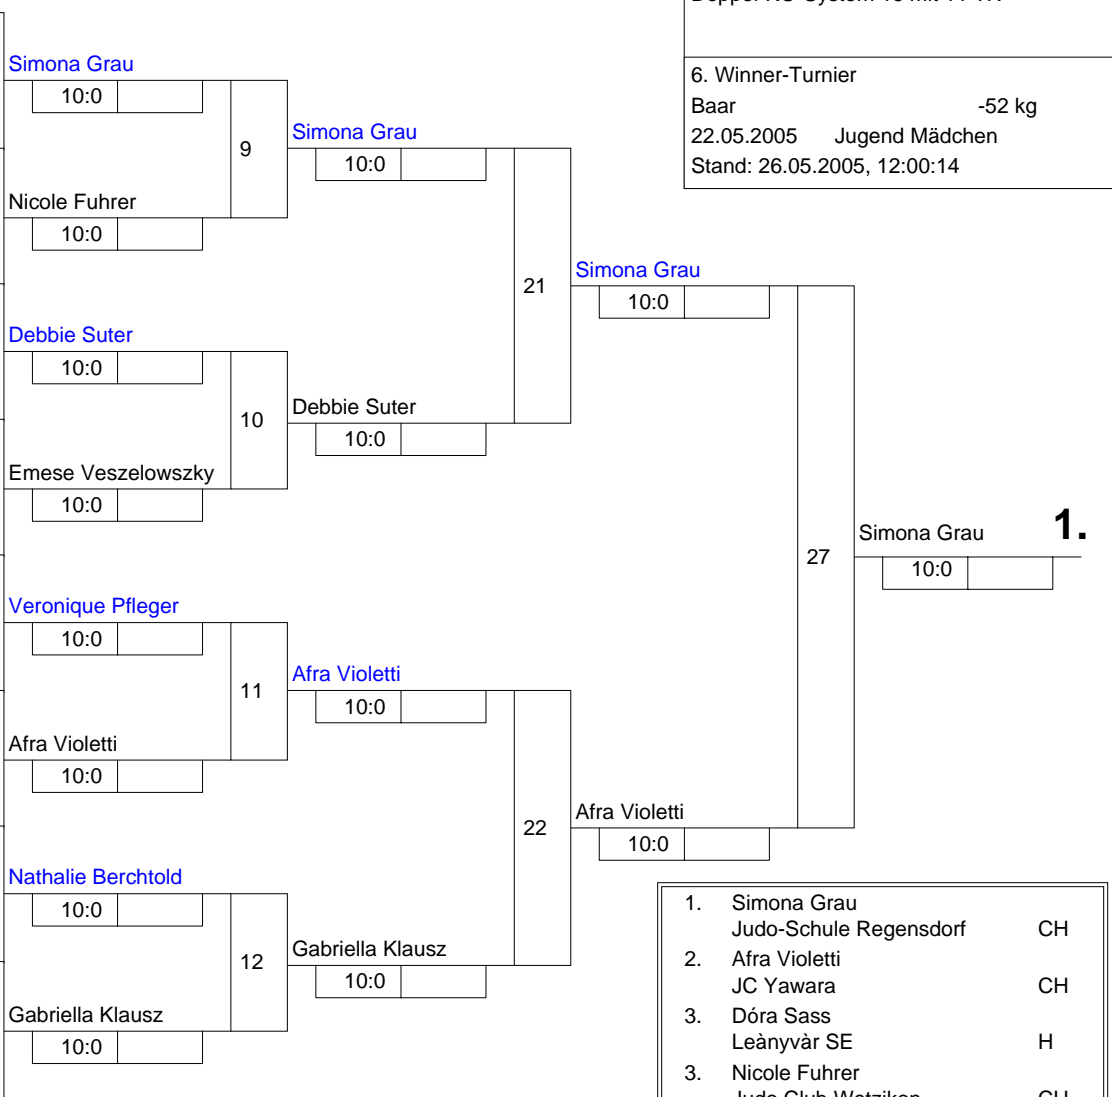 6. Winner-Turnier
Baar -52 kg
22.05.2005 Jugend Mädchen
Stand: 26.05.2005, 12:00:14
Simona Grau
10:0
9
Nicole Fuhrer
10:0
Simona Grau
10:0
21
Debbie Suter
10:0
10
Emese Veszelowszky
10:0
Debbie Suter
10:0
Simona Grau
10:0
27
Simona Grau 1.
10:0
Veronique Pfleger
10:0
11
Afra Violetti
10:0
Afra Violetti
10:0
22
Nathalie Berchtold
10:0
12
Gabriella Klausz
10:0
Gabriella Klausz
10:0
Afra Violetti
10:0
1. Simona Grau
Judo-Schule Regensdorf CH
2. Afra Violetti
JC Yawara CH
3. Dóra Sass
Leànyvàr SE H
3. Nicole Fuhrer
Judo Club Wetzikon CH